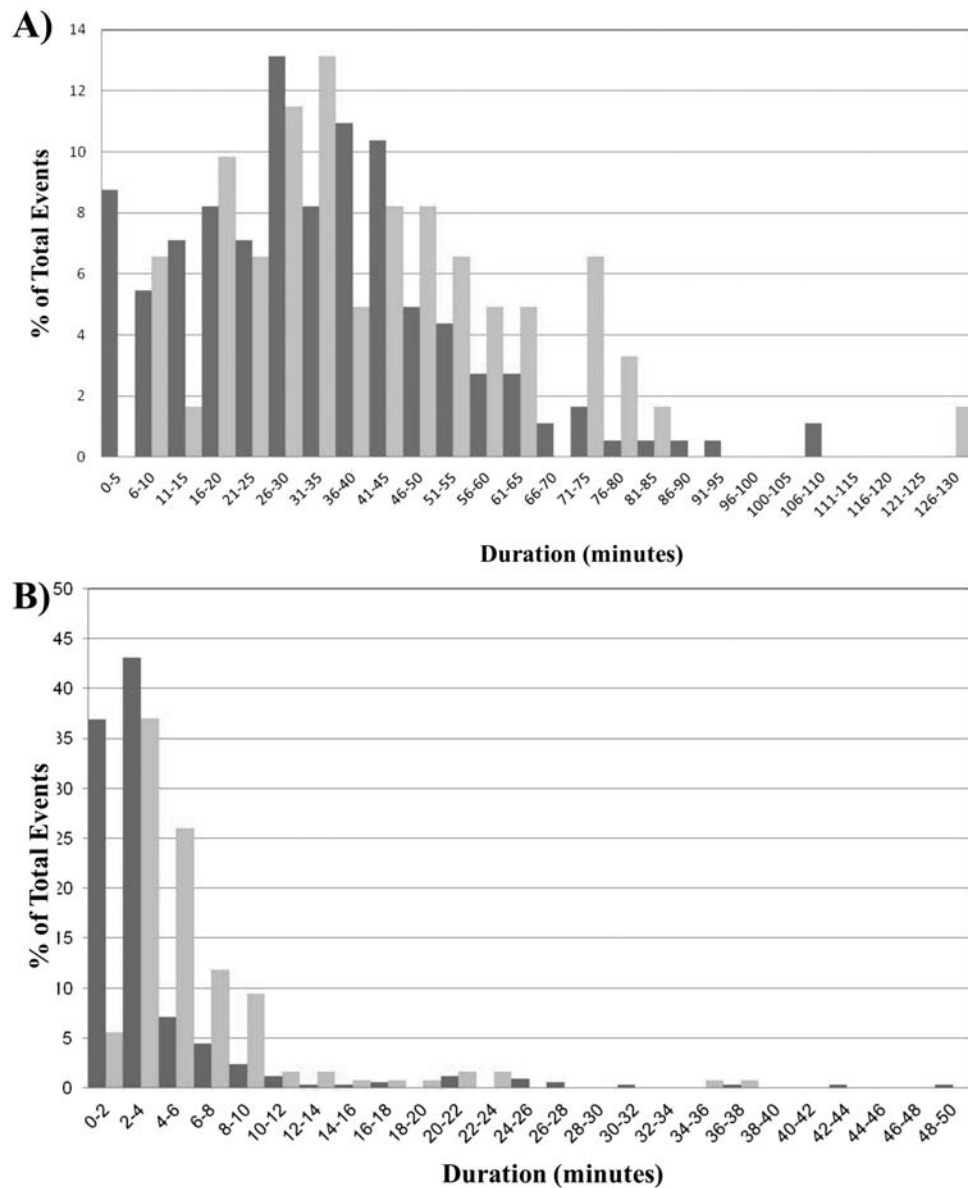 A)
14
12
10
8
6
4
2
0
% of Total Events
0-5 6-10 11-15 16-20 21-25 26-30 31-35 36-40 41-45 46-50 51-55 56-60 61-65 66-70 71-75 76-80 81-85 86-90 91-95 96-100 100-105 106-110 111-115 116-120 121-125 126-130
Duration (minutes)
B)
50
45
40
35
30
25
20
15
10
5
0
% of Total Events
0-2 2-4 4-6 6-8 8-10 10-12 12-14 14-16 16-18 18-20 20-22 22-24 24-26 26-28 28-30 30-32 32-34 34-36 36-38 38-40 40-42 42-44 44-46 46-48 48-50
Duration (minutes)